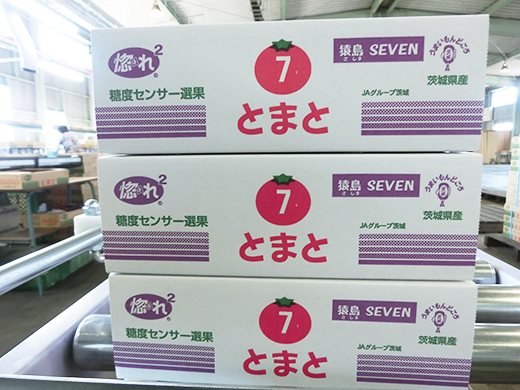 惚れ²
糖度センサー選果
7
とまと
猿島 SEVEN
さしま
うまいもんどころ
茨城県産
JAグループ茨城
惚れ²
糖度センサー選果
7
とまと
猿島 SEVEN
さしま
うまいもんどころ
茨城県産
JAグループ茨城
惚れ²
糖度センサー選果
7
とまと
猿島 SEVEN
さしま
うまいもんどころ
茨城県産
JAグループ茨城